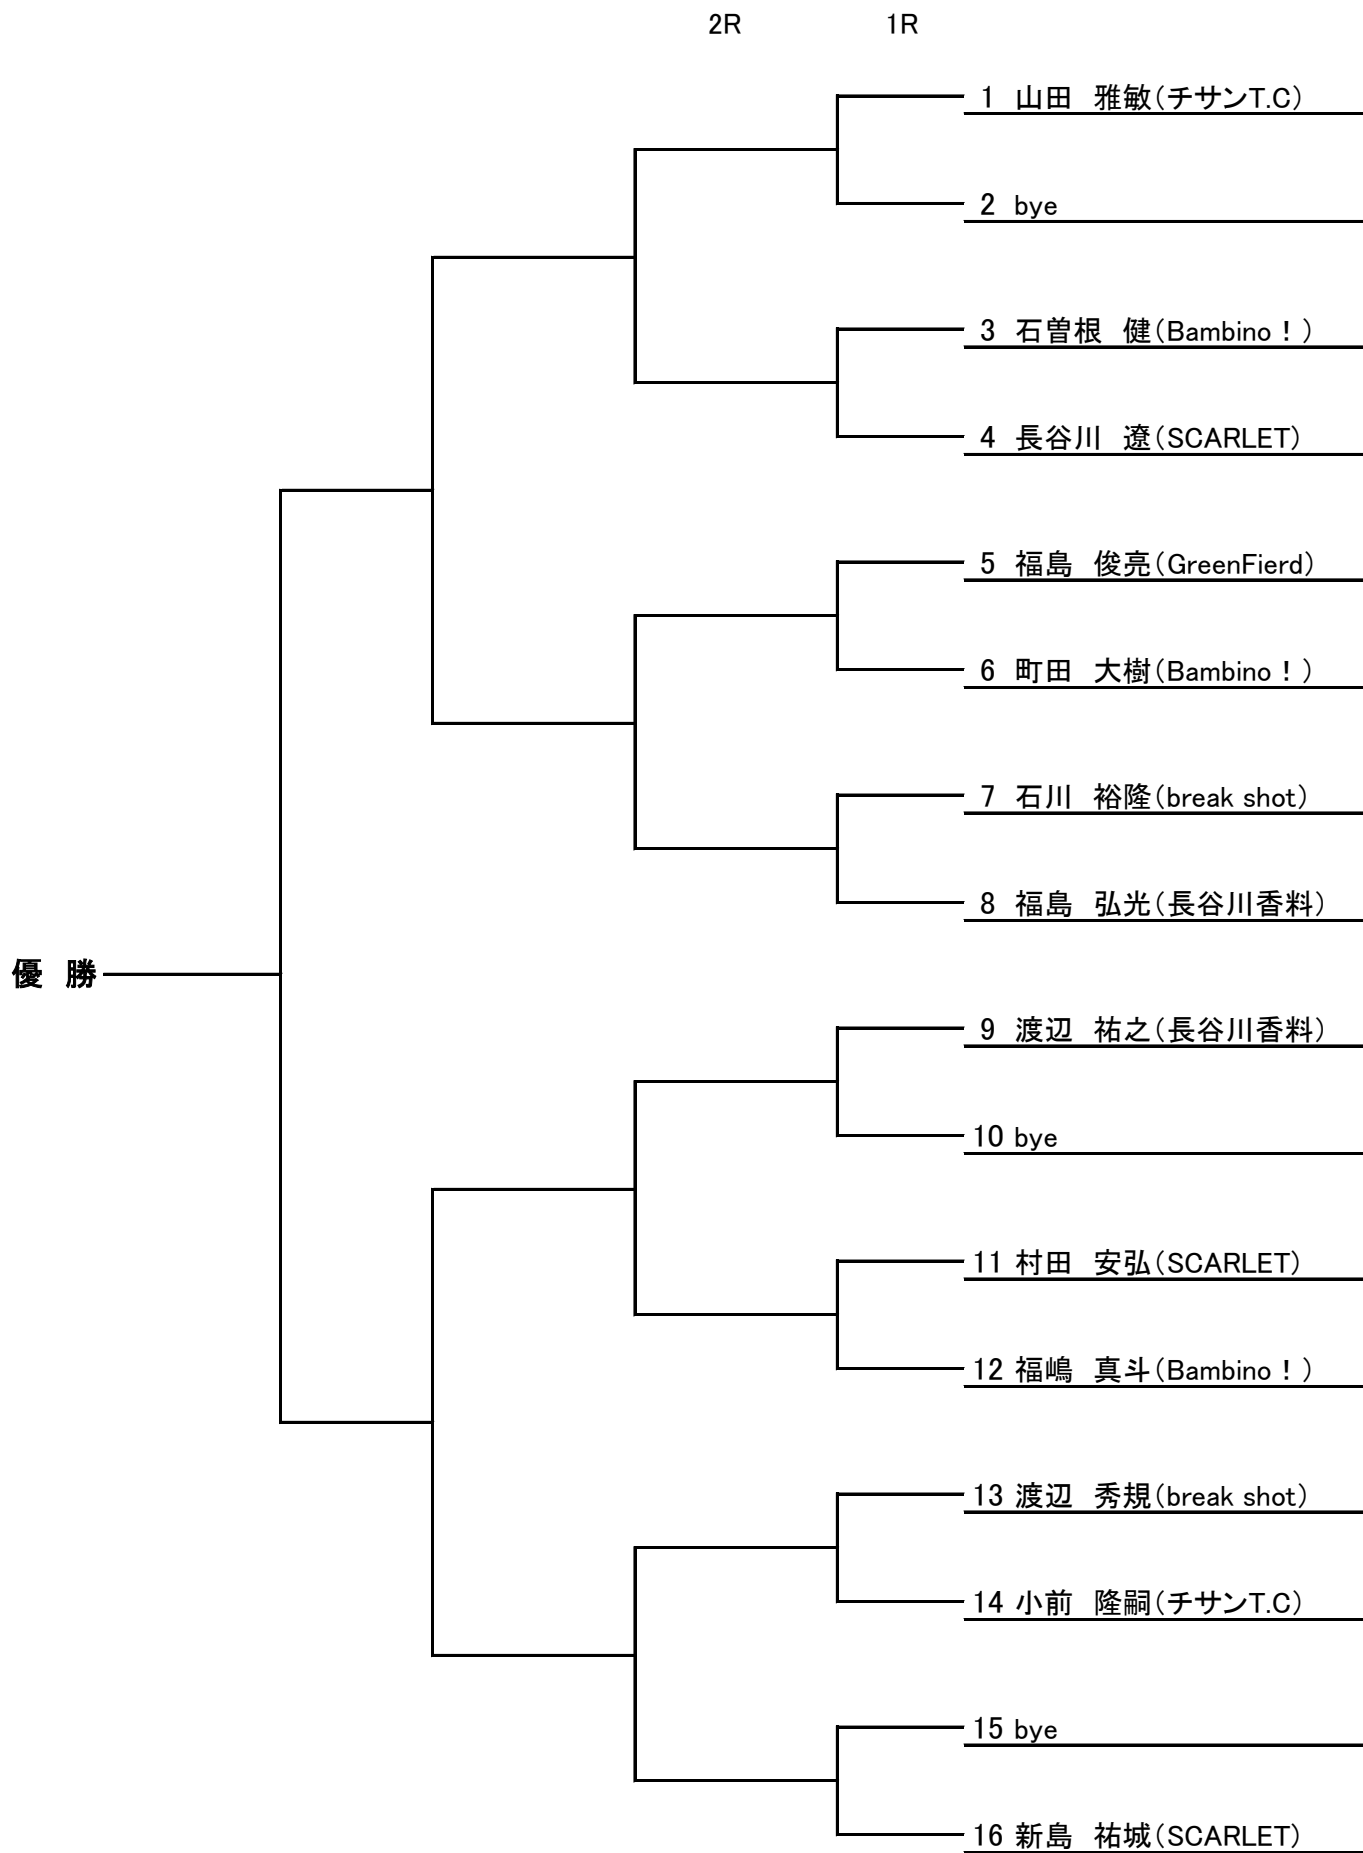 2R 1R
1 山田 雅敏(チサンT.C)
2 bye
3 石曽根 健(Bambino!)
4 長谷川 遼(SCARLET)
5 福島 俊亮(GreenFierd)
6 町田 大樹(Bambino!)
7 石川 裕隆(break shot)
8 福島 弘光(長谷川香料)
優 勝
9 渡辺 祐之(長谷川香料)
10 bye
11 村田 安弘(SCARLET)
12 福嶋 真斗(Bambino!)
13 渡辺 秀規(break shot)
14 小前 隆嗣(チサンT.C)
15 bye
16 新島 祐城(SCARLET)